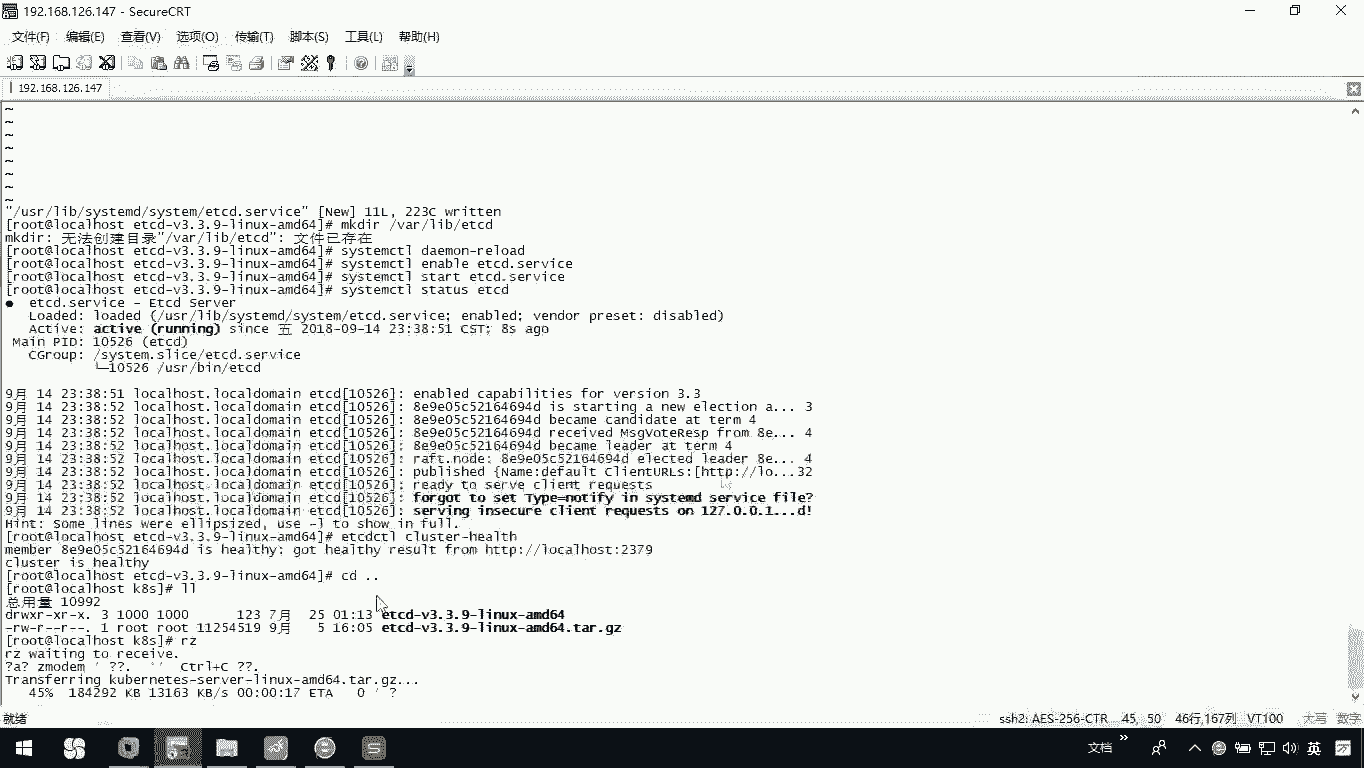 192.168.126.147 - SecureCRT
文件(F) 编辑(E) 查看(V) 选项(O) 传输(T) 脚本(S) 工具(L) 帮助(H)
192.168.126.147
~
~
~
~
~
~
~
~
"/usr/lib/systemd/system/etcd.service" [New] 11L, 223C written
[root@localhost etcd-v3.3.9-linux-amd64]# mkdir /var/lib/etcd
mkdir: 无法创建目录"/var/lib/etcd": 文件已存在
[root@localhost etcd-v3.3.9-linux-amd64]# systemctl daemon-reload
[root@localhost etcd-v3.3.9-linux-amd64]# systemctl enable etcd.service
[root@localhost etcd-v3.3.9-linux-amd64]# systemctl start etcd.service
[root@localhost etcd-v3.3.9-linux-amd64]# systemctl status etcd
● etcd.service - Etcd Server
Loaded: loaded (/usr/lib/systemd/system/etcd.service; enabled; vendor preset: disabled)
Active: active (running) since 五 2018-09-14 23:38:51 CST; 8s ago
Main PID: 10526 (etcd)
CGroup: /system.slice/etcd.service
└─10526 /usr/bin/etcd
9月 14 23:38:51 localhost.localdomain etcd[10526]: enabled capabilities for version 3.3
9月 14 23:38:52 localhost.localdomain etcd[10526]: 8e9e05c52164694d is starting a new election a... 3
9月 14 23:38:52 localhost.localdomain etcd[10526]: 8e9e05c52164694d became candidate at term 4
9月 14 23:38:52 localhost.localdomain etcd[10526]: 8e9e05c52164694d received MsgVoteResp from 8e... 4
9月 14 23:38:52 localhost.localdomain etcd[10526]: 8e9e05c52164694d became leader at term 4
9月 14 23:38:52 localhost.localdomain etcd[10526]: raft.node: 8e9e05c52164694d elected leader 8e... 4
9月 14 23:38:52 localhost.localdomain etcd[10526]: published {Name:default ClientURLs:[http://lo...32
9月 14 23:38:52 localhost.localdomain etcd[10526]: ready to serve client requests
9月 14 23:38:52 localhost.localdomain etcd[10526]: forgot to set Type=notify in systemd service file?
9月 14 23:38:52 localhost.localdomain etcd[10526]: serving insecure client requests on 127.0.0.1...d!
Hint: Some lines were ellipsized, use -l to show in full.
[root@localhost etcd-v3.3.9-linux-amd64]# etcdctl cluster-health
member 8e9e05c52164694d is healthy: got healthy result from http://localhost:2379
cluster is healthy
[root@localhost etcd-v3.3.9-linux-amd64]# cd ..
[root@localhost k8s]# ll
总用量 10992
drwxr-xr-x. 3 1000 1000 123 7月 25 01:13 etcd-v3.3.9-linux-amd64
-rw-r--r--. 1 root root 11254519 9月 5 16:05 etcd-v3.3.9-linux-amd64.tar.gz
[root@localhost k8s]# rz
rz waiting to receive.
?a? zmodem ' ??. Ctrl+C ??.
Transferring kubernetes-server-linux-amd64.tar.gz...
45% 184292 KB 13163 KB/s 00:00:17 ETA 0 ' ?
就绪 ssh2: AES-256-CTR 45, 50 46行,167列 VT100 大写 数字
文档 » 英